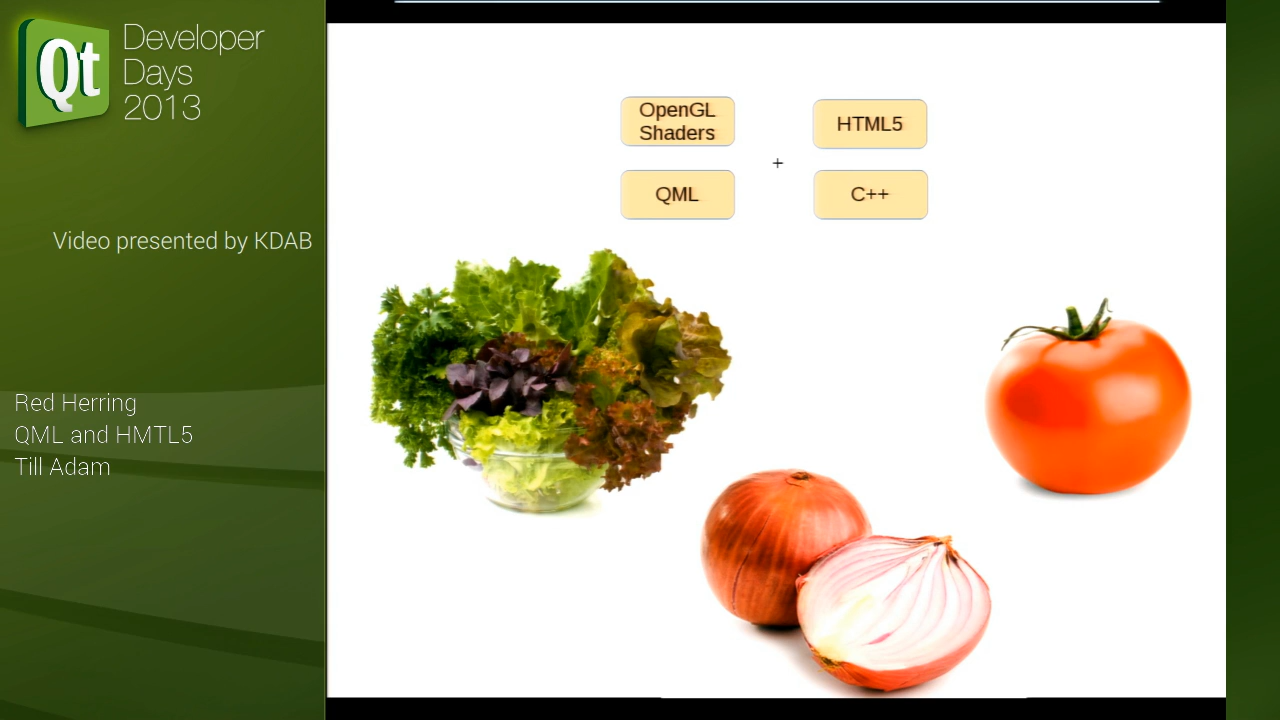 Qt
Developer
Days
2013
Video presented by KDAB
Red Herring
QML and HMTL5
Till Adam
OpenGL
Shaders
HTML5
+
QML
C++